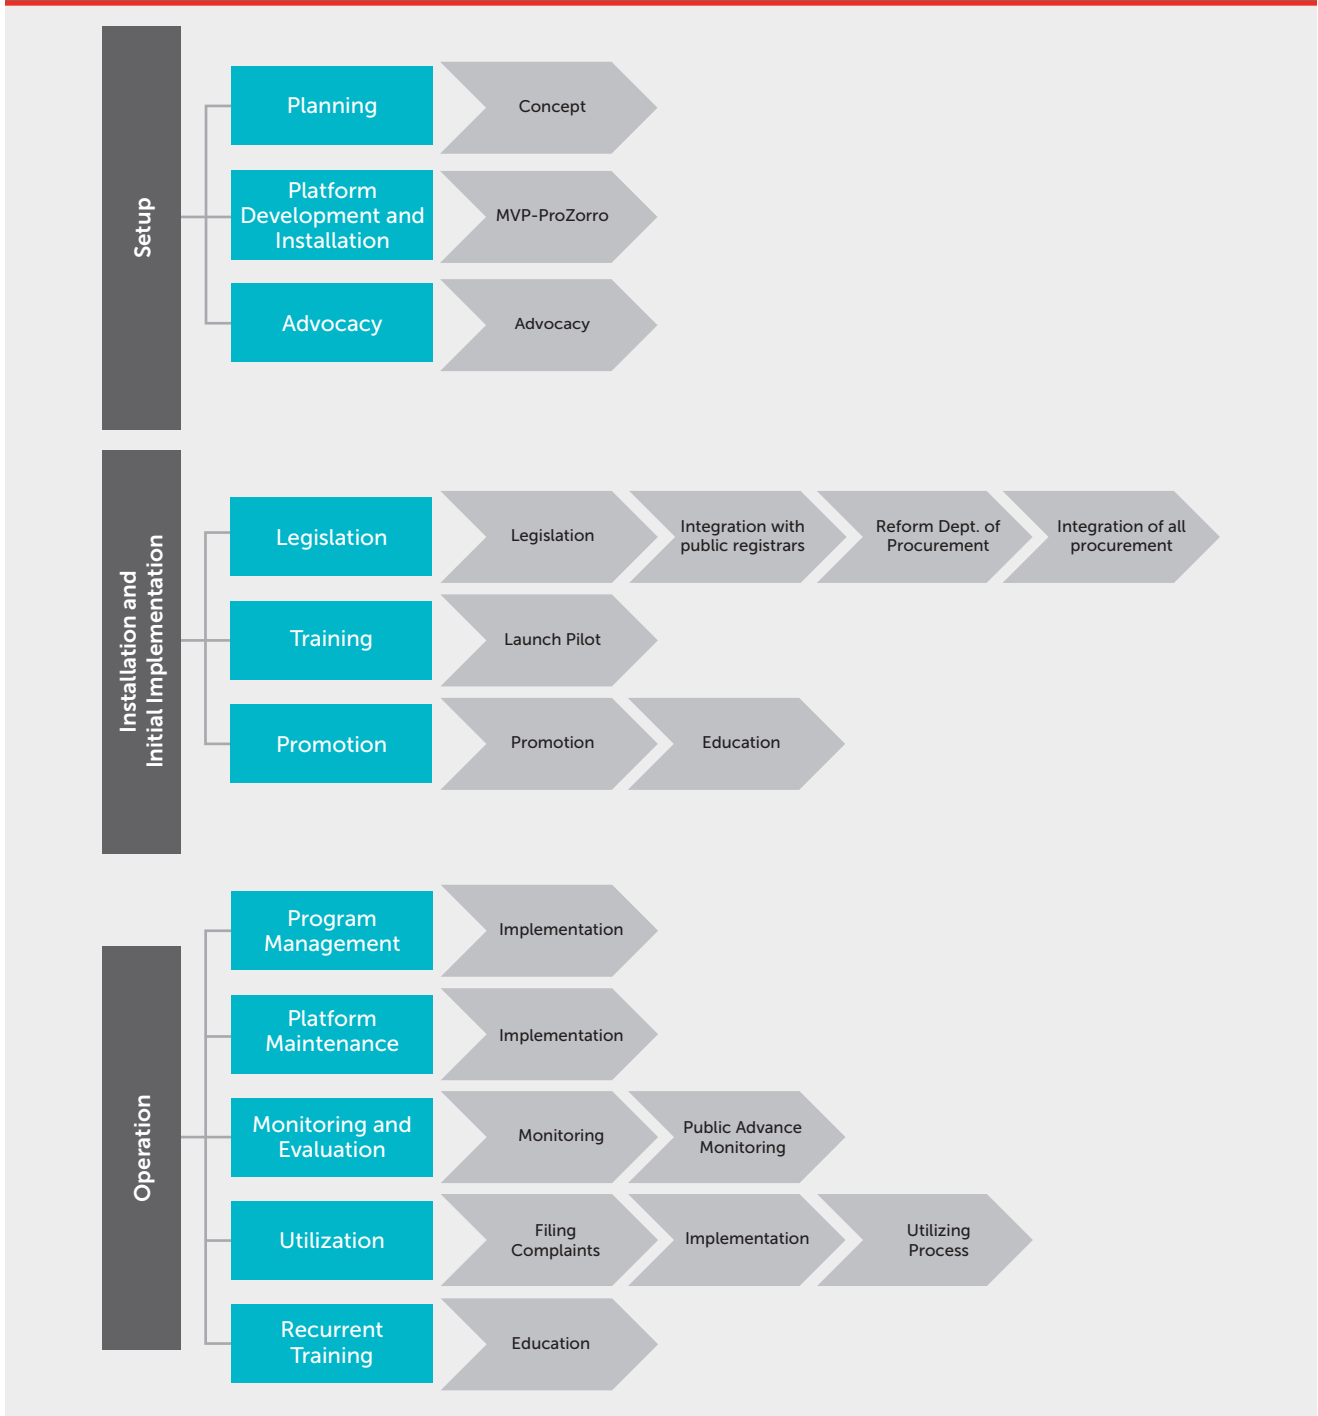 Setup
Planning
Concept
Platform
Development and
Installation
MVP-ProZorro
Advocacy
Advocacy
Installation and
Initial Implementation
Legislation
Legislation
Integration with
public registrars
Reform Dept. of
Procurement
Integration of all
procurement
Training
Launch Pilot
Promotion
Promotion
Education
Operation
Program
Management
Implementation
Platform
Maintenance
Implementation
Monitoring and
Evaluation
Monitoring
Public Advance
Monitoring
Utilization
Filing
Complaints
Implementation
Utilizing
Process
Recurrent
Training
Education